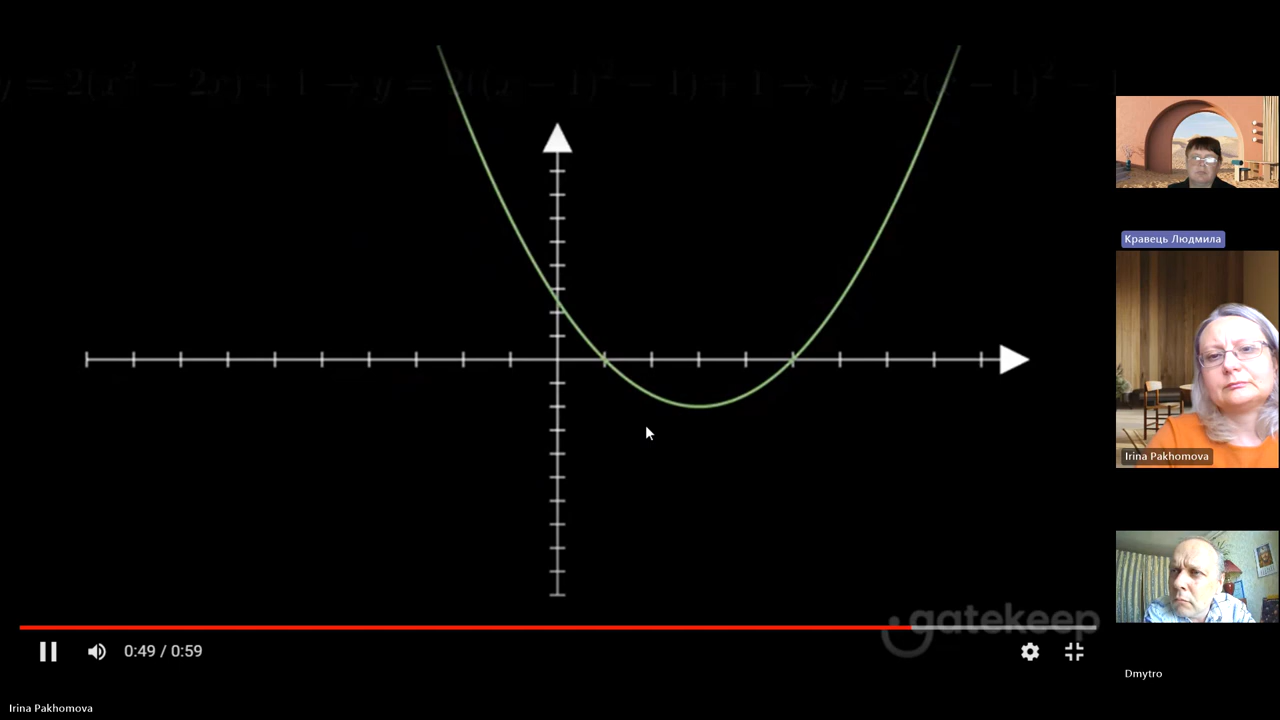 y = 2(x² − 2x) + 1 → y = 2((x − 1)² − 1) + 1 → y = 2(x − 1)² − 1
Кравець Людмила
Irina Pakhomova
gatekeep
0:49 / 0:59
Dmytro
Irina Pakhomova